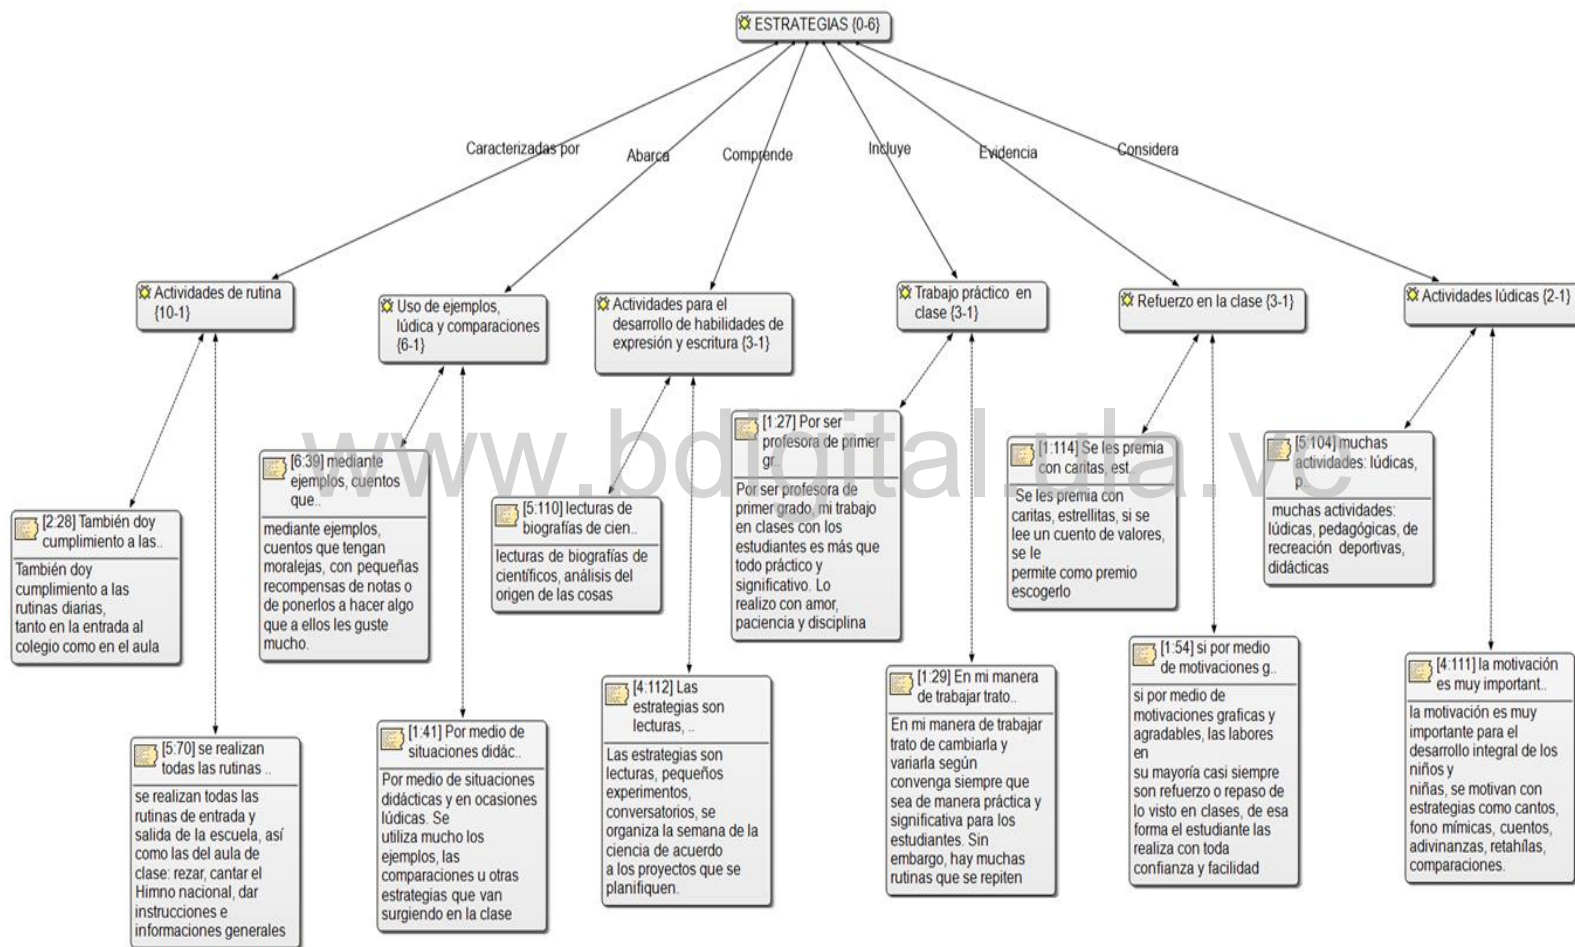 ESTRATEGIAS {0-6}
Caracterizadas por
Abarca
Comprende
Incluye
Evidencia
Considera
Actividades de rutina
{10-1}
Uso de ejemplos,
lúdica y comparaciones
{6-1}
Actividades para el
desarrollo de habilidades de
expresión y escritura {3-1}
Trabajo práctico en
clase {3-1}
Refuerzo en la clase {3-1}
Actividades lúdicas {2-1}
www.bdigital.ula.ve
[2:28] También doy
cumplimiento a las..
También doy
cumplimiento a las
rutinas diarias,
tanto en la entrada al
colegio como en el aula
[5:70] se realizan
todas las rutinas ..
se realizan todas las
rutinas de entrada y
salida de la escuela, así
como las del aula de
clase: rezar, cantar el
Himno nacional, dar
instrucciones e
informaciones generales
[6:39] mediante
ejemplos, cuentos
que..
mediante ejemplos,
cuentos que tengan
moralejas, con pequeñas
recompensas de notas o
de ponerlos a hacer algo
que a ellos les guste
mucho.
[1:41] Por medio de
situaciones didác..
Por medio de situaciones
didácticas y en ocasiones
lúdicas. Se
utiliza mucho los
ejemplos, las
comparaciones u otras
estrategias que van
surgiendo en la clase
[5:110] lecturas de
biografías de cien..
lecturas de biografías de
científicos, análisis del
origen de las cosas
[4:112] Las
estrategias son
lecturas, ..
Las estrategias son
lecturas, pequeños
experimentos,
conversatorios, se
organiza la semana de la
ciencia de acuerdo
a los proyectos que se
planifiquen.
[1:27] Por ser
profesora de primer
gr..
Por ser profesora de
primer grado, mi trabajo
en clases con los
estudiantes es más que
todo práctico y
significativo. Lo
realizo con amor,
paciencia y disciplina
[1:29] En mi manera
de trabajar trato..
En mi manera de trabajar
trato de cambiarla y
variarla según
convenga siempre que
sea de manera práctica y
significativa para los
estudiantes. Sin
embargo, hay muchas
rutinas que se repiten
[1:114] Se les premia
con caritas, est..
Se les premia con
caritas, estrellitas, si se
lee un cuento de valores,
se le
permite como premio
escogerlo
[1:54] si por medio
de motivaciones g..
si por medio de
motivaciones graficas y
agradables, las labores
en
su mayoría casi siempre
son refuerzo o repaso de
lo visto en clases, de esa
forma el estudiante las
realiza con toda
confianza y facilidad
[5:104] muchas
actividades: lúdicas,
p..
muchas actividades:
lúdicas, pedagógicas, de
recreación deportivas,
didácticas
[4:111] la motivación
es muy important..
la motivación es muy
importante para el
desarrollo integral de los
niños y
niñas, se motivan con
estrategias como cantos,
fono mímicas, cuentos,
adivinanzas, retahílas,
comparaciones.